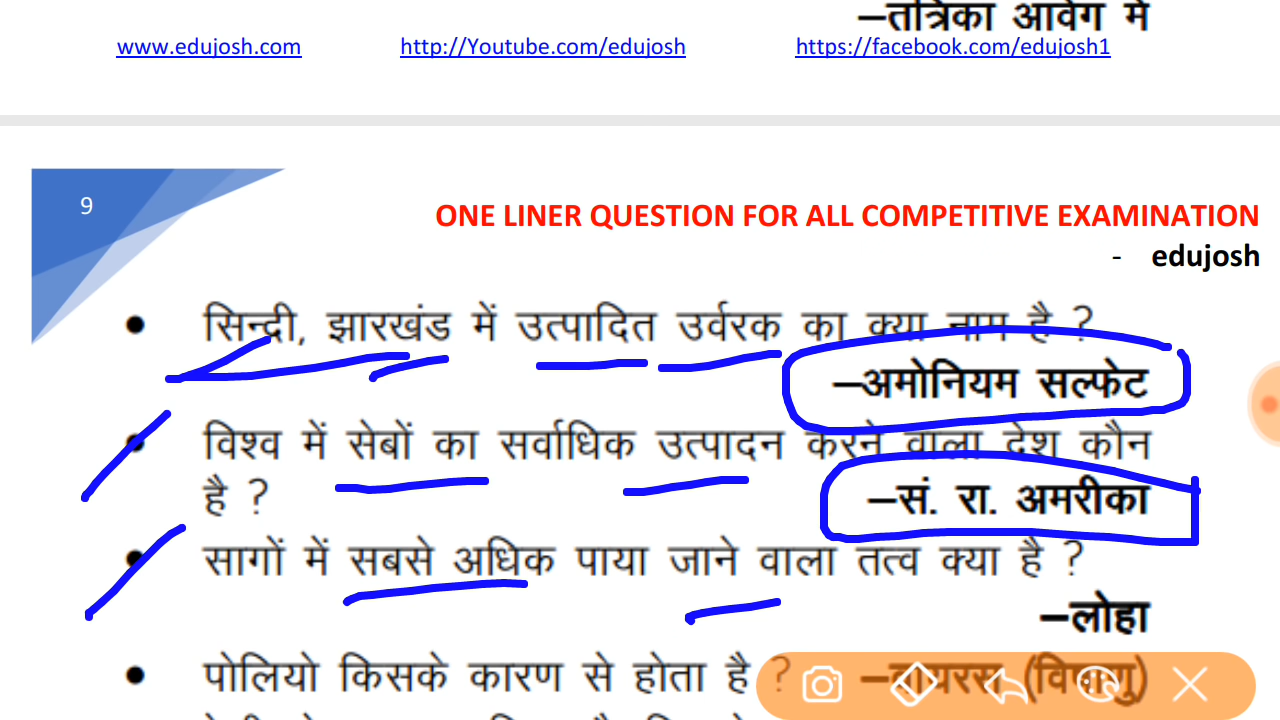 –तंत्रिका आवेग में
www.edujosh.com http://Youtube.com/edujosh https://facebook.com/edujosh1
9
ONE LINER QUESTION FOR ALL COMPETITIVE EXAMINATION
- edujosh
• सिन्दी, झारखंड में उत्पादित उर्वरक का क्या नाम है ?
–अमोनियम सल्फेट
• विश्व में सेबों का सर्वाधिक उत्पादन करने वाला देश कौन
है ? –सं. रा. अमरीका
• सागों में सबसे अधिक पाया जाने वाला तत्व क्या है ?
–लोहा
• पोलियो किसके कारण से होता है ? –वायरस (विषाणु)